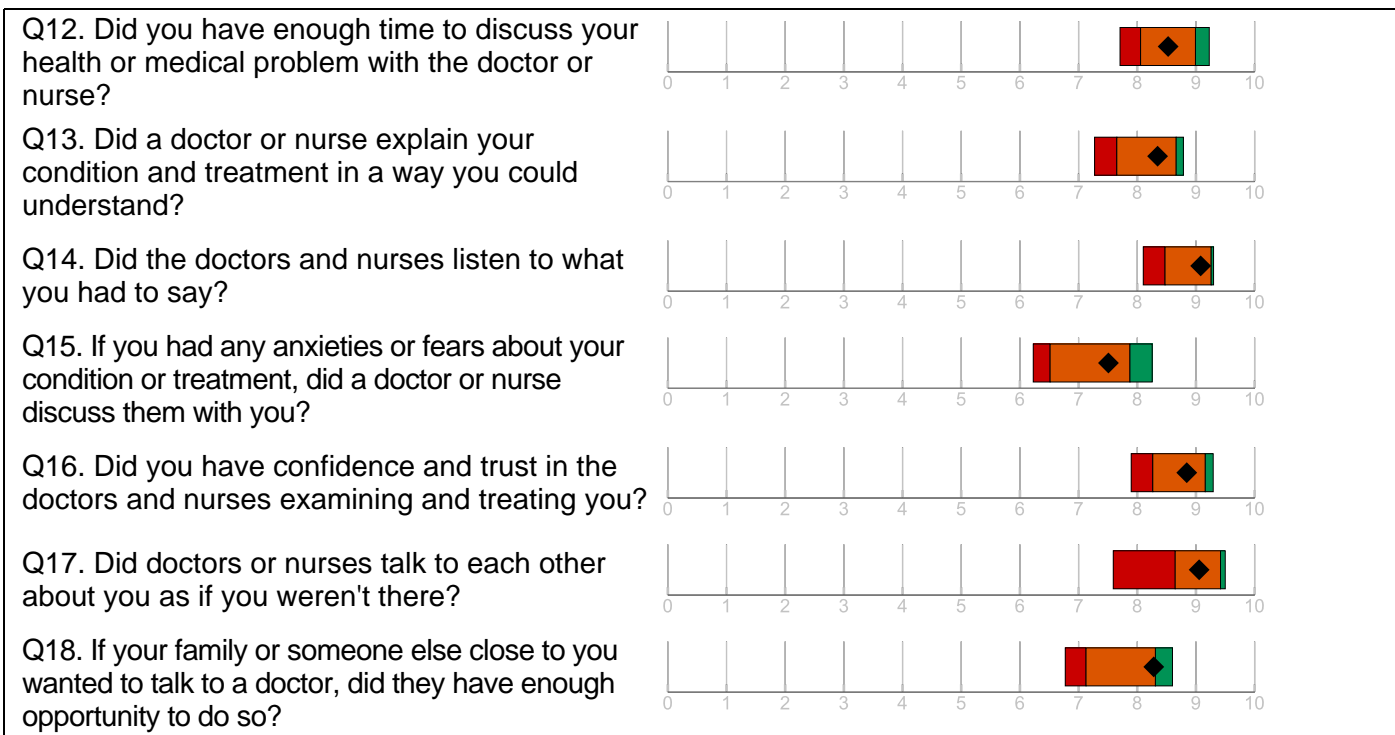 Q12. Did you have enough time to discuss your
health or medical problem with the doctor or
nurse?
0 1 2 3 4 5 6 7 8 9 10
Q13. Did a doctor or nurse explain your
condition and treatment in a way you could
understand?
0 1 2 3 4 5 6 7 8 9 10
Q14. Did the doctors and nurses listen to what
you had to say?
0 1 2 3 4 5 6 7 8 9 10
Q15. If you had any anxieties or fears about your
condition or treatment, did a doctor or nurse
discuss them with you?
0 1 2 3 4 5 6 7 8 9 10
Q16. Did you have confidence and trust in the
doctors and nurses examining and treating you?
0 1 2 3 4 5 6 7 8 9 10
Q17. Did doctors or nurses talk to each other
about you as if you weren't there?
0 1 2 3 4 5 6 7 8 9 10
Q18. If your family or someone else close to you
wanted to talk to a doctor, did they have enough
opportunity to do so?
0 1 2 3 4 5 6 7 8 9 10